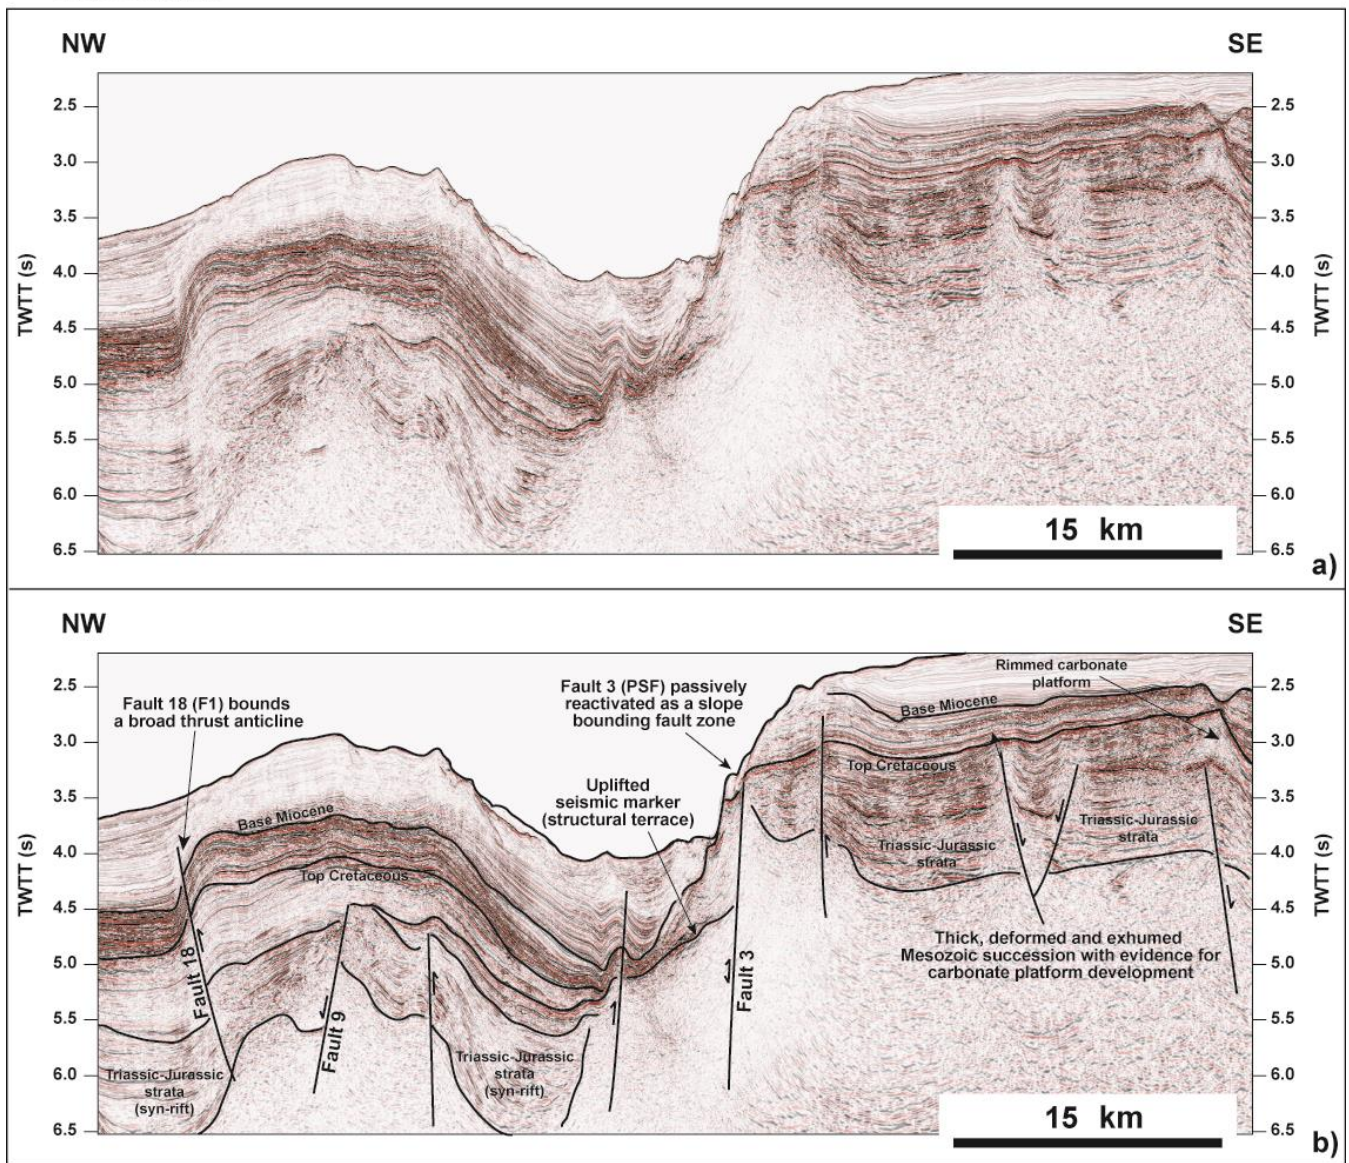 NW
SE
2.5
2.5
3.0
3.0
3.5
3.5
4.0
4.0
TWTT (s)
TWTT (s)
4.5
4.5
5.0
5.0
5.5
5.5
6.0
6.0
6.5
6.5
15 km
a)
NW
SE
2.5
2.5
3.0
3.0
3.5
3.5
4.0
4.0
TWTT (s)
TWTT (s)
4.5
4.5
5.0
5.0
5.5
5.5
6.0
6.0
6.5
6.5
Fault 18 (F1) bounds
a broad thrust anticline
Fault 3 (PSF) passively
reactivated as a slope
bounding fault zone
Rimmed carbonate
platform
Uplifted
seismic marker
(structural terrace)
Base Miocene
Top Cretaceous
Base Miocene
Top Cretaceous
Triassic-Jurassic
strata
Triassic-Jurassic
strata
Thick, deformed and exhumed
Mesozoic succession with evidence for
carbonate platform development
Fault 18
Fault 9
Fault 3
Triassic-Jurassic
strata
(syn-rift)
Triassic-Jurassic
strata
(syn-rift)
15 km
b)